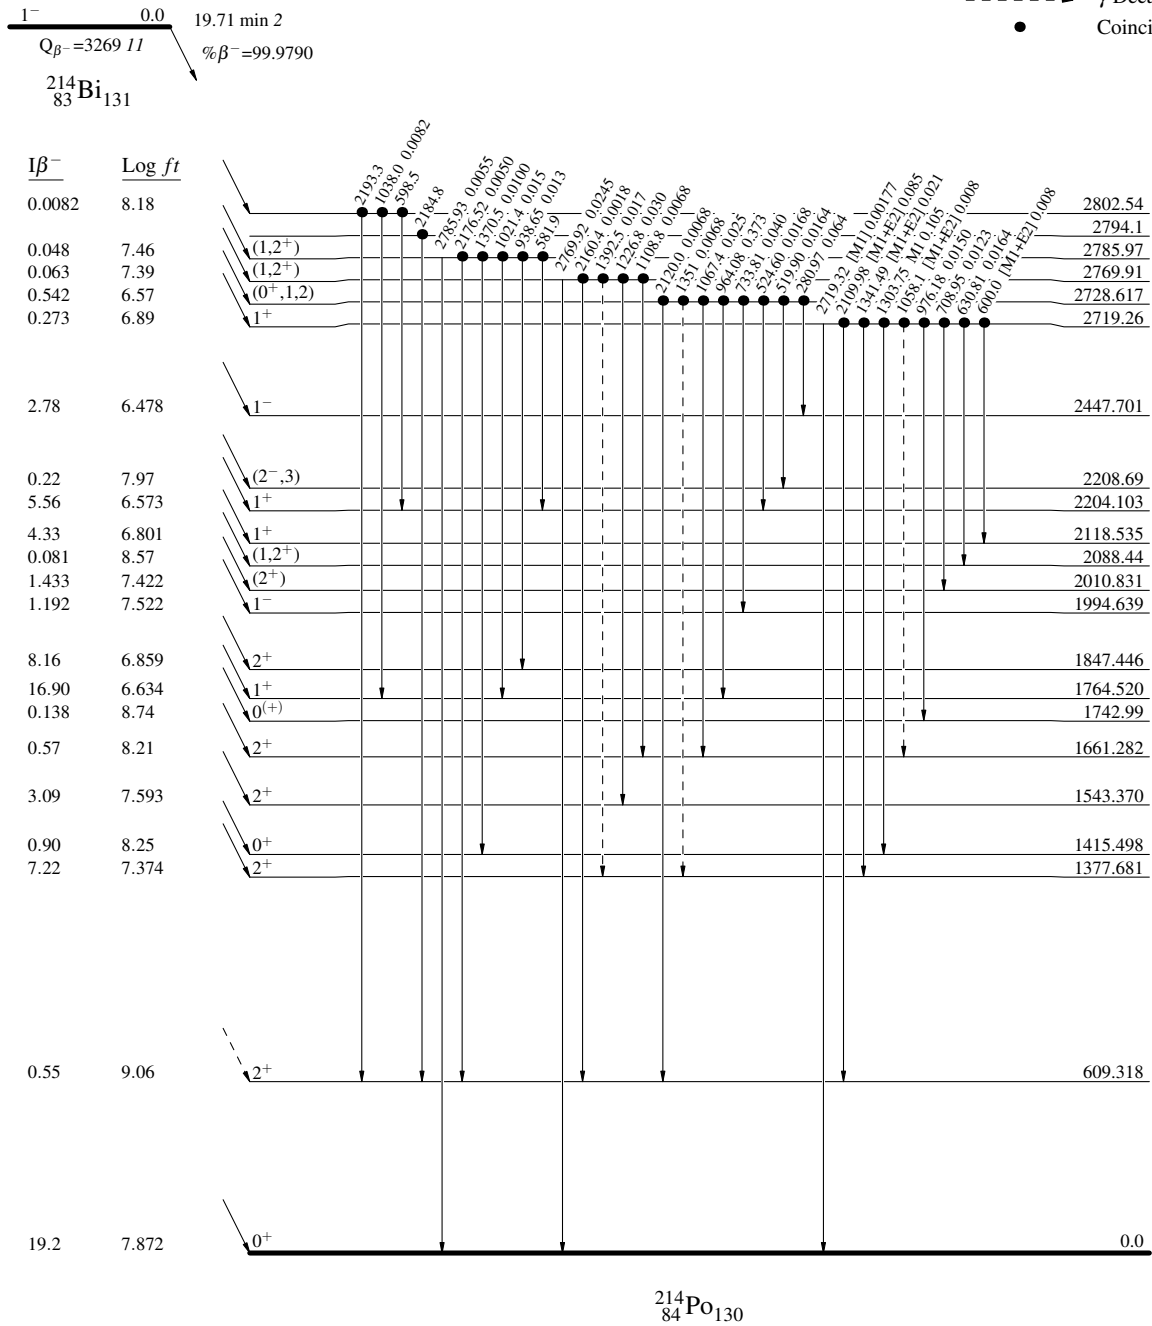 γ Deca
Coinci
1− 0.0 19.71 min 2
Qβ−=3269 11
%β−=99.9790
214 83 Bi 131
Iβ− Log ft
2193.3
1038.0 0.0082
598.5
2184.8
2785.93 0.0055
2176.52 0.0050
1370.5 0.0100
1021.4 0.015
938.65 0.013
581.9
2769.92 0.0245
2160.4 0.0018
1392.5 0.017
1226.8 0.030
1108.8 0.0068
2120.0 0.0068
1351 0.0068
1067.4 0.025
964.08 0.373
733.81 0.040
524.60 0.0168
519.90 0.0164
280.97 0.064
2719.32 [M1] 0.00177
2109.98 [M1+E2] 0.085
1341.49 [M1+E2] 0.021
1303.75 M1 0.105
1058.1 [M1+E2] 0.008
976.18 0.0150
708.95 0.0123
630.81 0.0164
600.0 [M1+E2] 0.008
0.0082 8.18 2802.54
2794.1
0.048 7.46 (1,2+) 2785.97
0.063 7.39 (1,2+) 2769.91
0.542 6.57 (0+,1,2) 2728.617
0.273 6.89 1+ 2719.26
2.78 6.478 1− 2447.701
0.22 7.97 (2−,3) 2208.69
5.56 6.573 1+ 2204.103
4.33 6.801 1+ 2118.535
0.081 8.57 (1,2+) 2088.44
1.433 7.422 (2+) 2010.831
1.192 7.522 1− 1994.639
8.16 6.859 2+ 1847.446
16.90 6.634 1+ 1764.520
0.138 8.74 0(+) 1742.99
0.57 8.21 2+ 1661.282
3.09 7.593 2+ 1543.370
0.90 8.25 0+ 1415.498
7.22 7.374 2+ 1377.681
0.55 9.06 2+ 609.318
19.2 7.872 0+ 0.0
214 84 Po 130